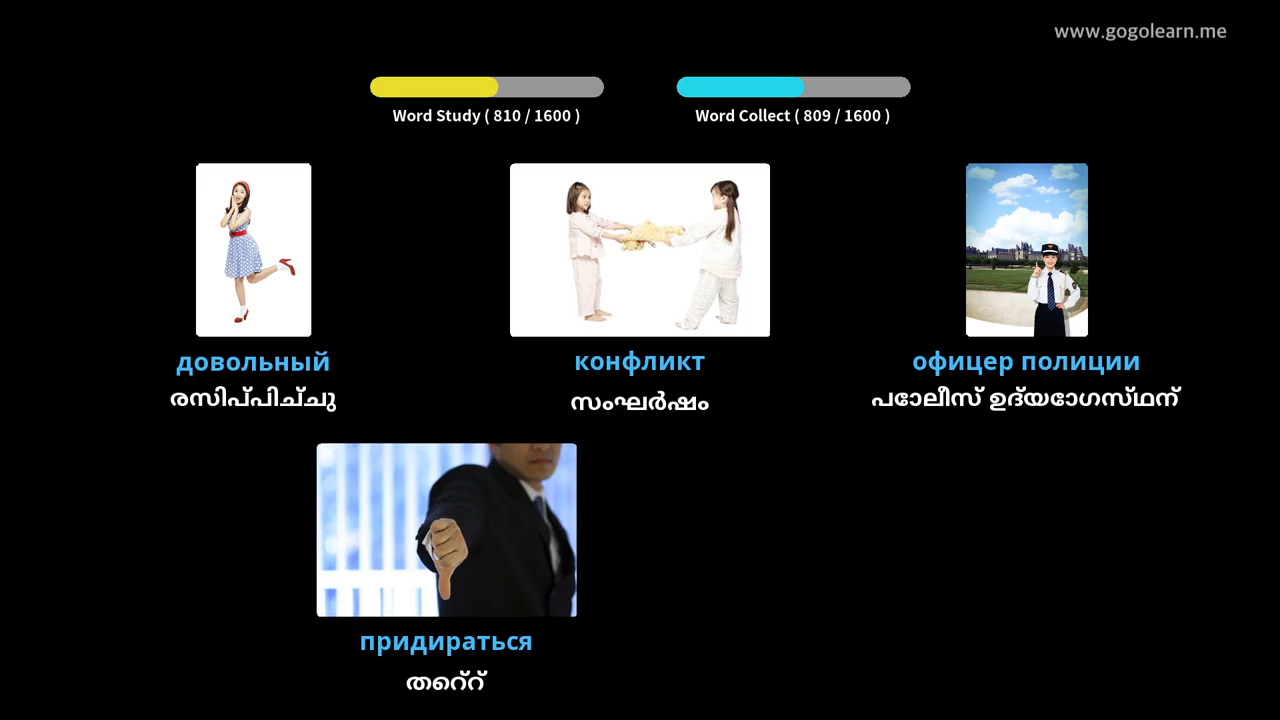 www.gogolearn.me
Word Study ( 810 / 1600 )
Word Collect ( 809 / 1600 )
довольный
രസിപ്പിച്ചു
конфликт
സംഘർഷം
офицер полиции
പോലീസ് ഉദ്യോഗസ്ഥന്
придираться
തെറ്റ്